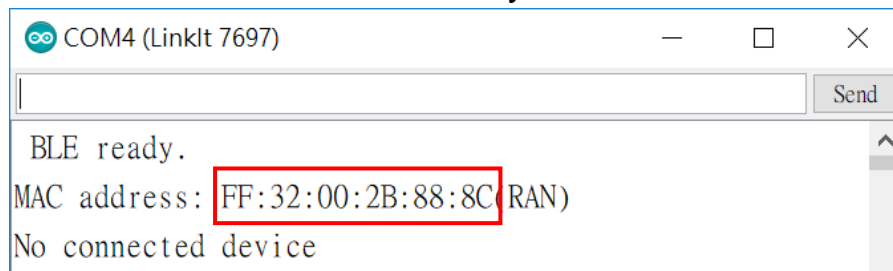 COM4 (LinkIt 7697)
Send
BLE ready.
MAC address: FF:32:00:2B:88:8C(RAN)
No connected device